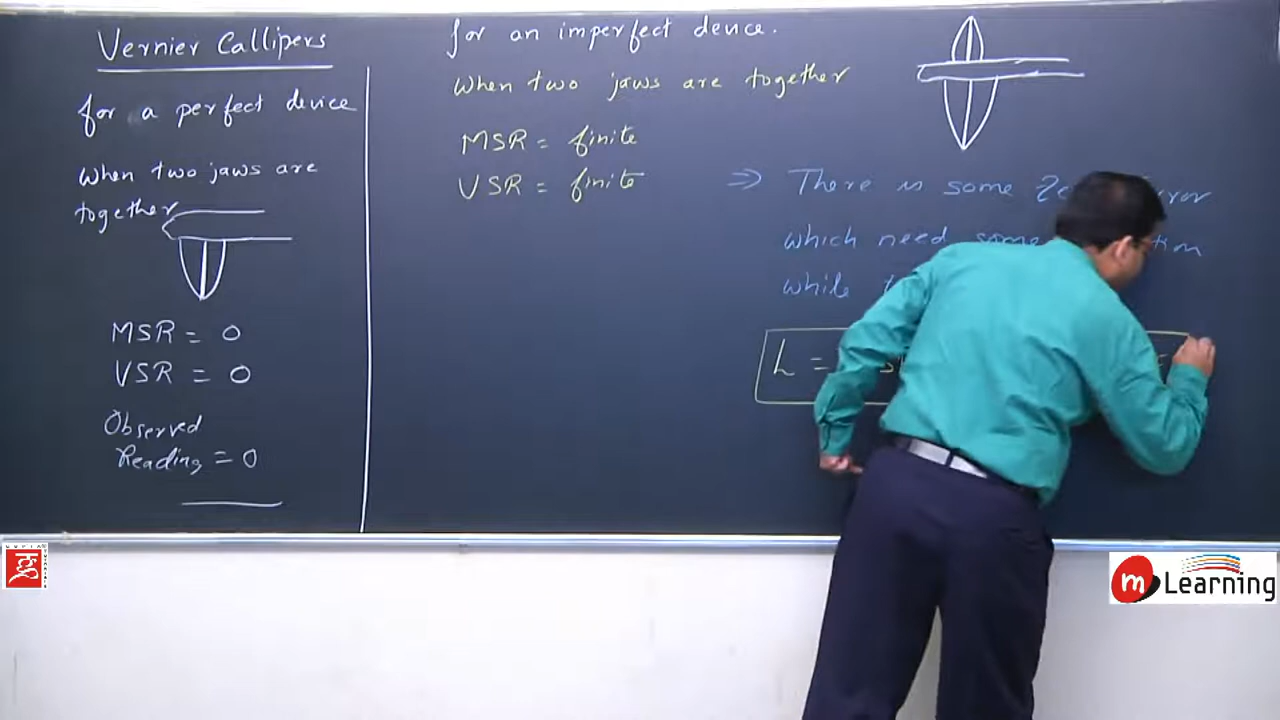 Vernier Callipers
for a perfect device
when two jaws are
together
MSR = 0
VSR = 0
Observed
Reading = 0
for an imperfect device.
When two jaws are together
MSR = finite
VSR = finite
⇒ There is some
which need some
while
L =
m Learning